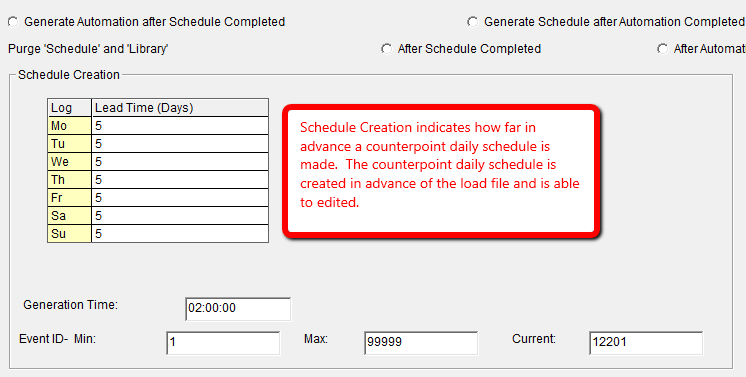 Generate Automation after Schedule Completed
Generate Schedule after Automation Completed
Purge 'Schedule' and 'Library'
After Schedule Completed
After Automat
Schedule Creation
Log Lead Time (Days)
Mo 5
Tu 5
We 5
Th 5
Fr 5
Sa 5
Su 5
Schedule Creation indicates how far in
advance a counterpoint daily schedule is
made. The counterpoint daily schedule is
created in advance of the load file and is able
to edited.
Generation Time: 02:00:00
Event ID- Min: 1 Max: 99999 Current: 12201